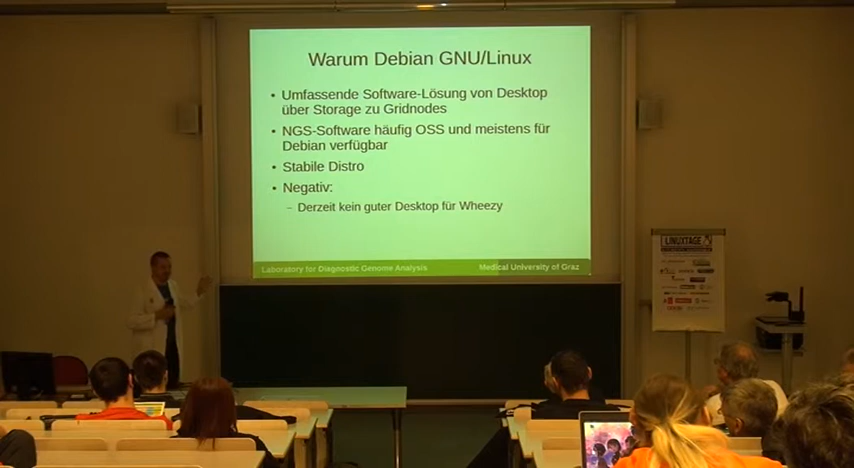 Warum Debian GNU/Linux
• Umfassende Software-Lösung von Desktop
über Storage zu Gridnodes
• NGS-Software häufig OSS und meistens für
Debian verfügbar
• Stabile Distro
• Negativ:
– Derzeit kein guter Desktop für Wheezy
Laboratory for Diagnostic Genome Analysis
Medical University of Graz
LINUXTAGE